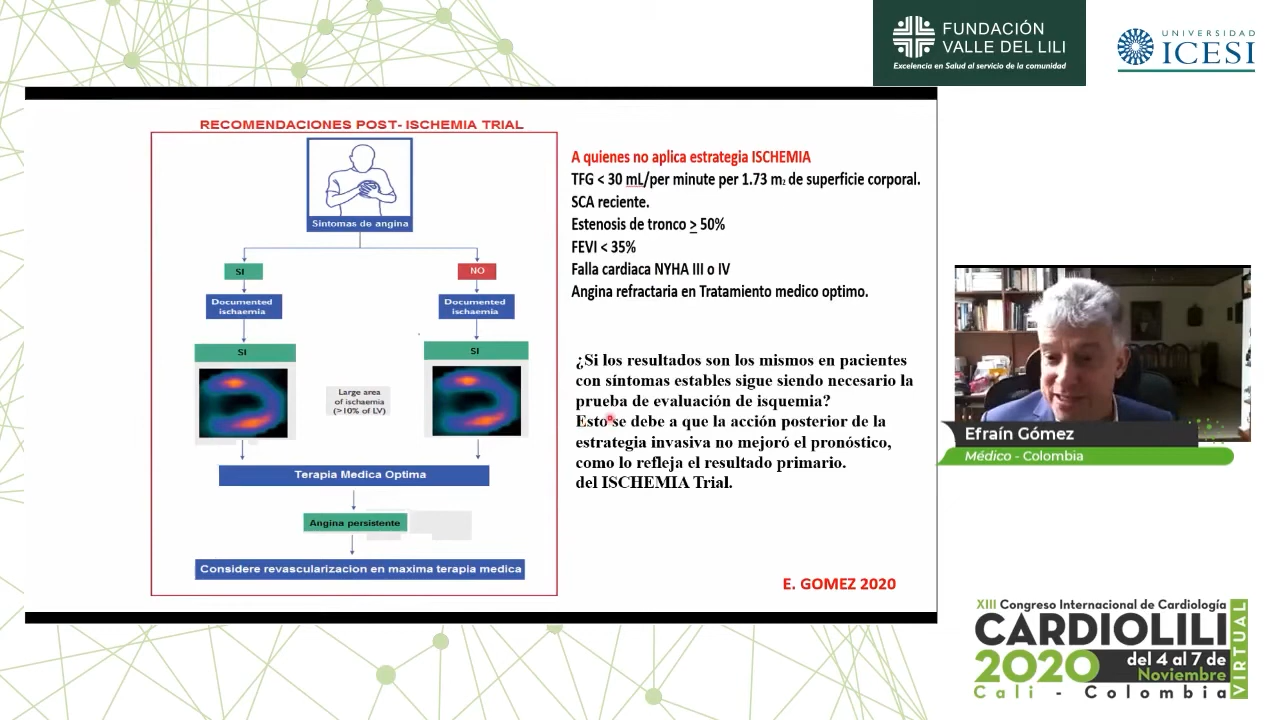 FUNDACIÓN
VALLE DEL LILI
Excelencia en Salud al servicio de la comunidad
UNIVERSIDAD
ICESI
RECOMENDACIONES POST- ISCHEMIA TRIAL
Sintomas de angina
SI
NO
Documented
ischaemia
Documented
ischaemia
SI
SI
Large area
of ischaemia
(>10% of LV)
Terapia Medica Optima
Angina persistente
Considere revascularizacion en maxima terapia medica
A quienes no aplica estrategia ISCHEMIA
TFG < 30 mL/per minute per 1.73 m2 de superficie corporal.
SCA reciente.
Estenosis de tronco ≥ 50%
FEVI < 35%
Falla cardiaca NYHA III o IV
Angina refractaria en Tratamiento medico optimo.
¿Si los resultados son los mismos en pacientes
con síntomas estables sigue siendo necesario la
prueba de evaluación de isquemia?
Esto se debe a que la acción posterior de la
estrategia invasiva no mejoró el pronóstico,
como lo refleja el resultado primario.
del ISCHEMIA Trial.
E. GOMEZ 2020
Efraín Gómez
Médico - Colombia
XIII Congreso Internacional de Cardiología
CARDIOLILI
2020 del 4 al 7 de
Noviembre
Cali - Colombia
VIRTUAL